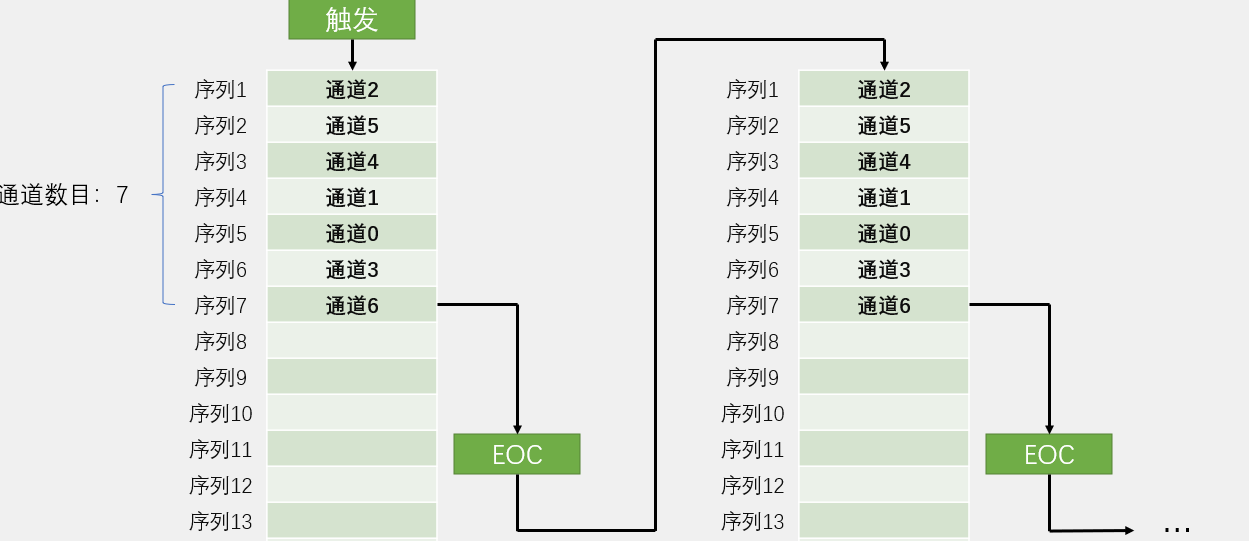 触发
序列1 通道2
序列2 通道5
序列3 通道4
序列4 通道1
序列5 通道0
序列6 通道3
序列7 通道6
序列8
序列9
序列10
序列11
序列12
序列13
通道数目：7
EOC
序列1 通道2
序列2 通道5
序列3 通道4
序列4 通道1
序列5 通道0
序列6 通道3
序列7 通道6
序列8
序列9
序列10
序列11
序列12
序列13
EOC
...